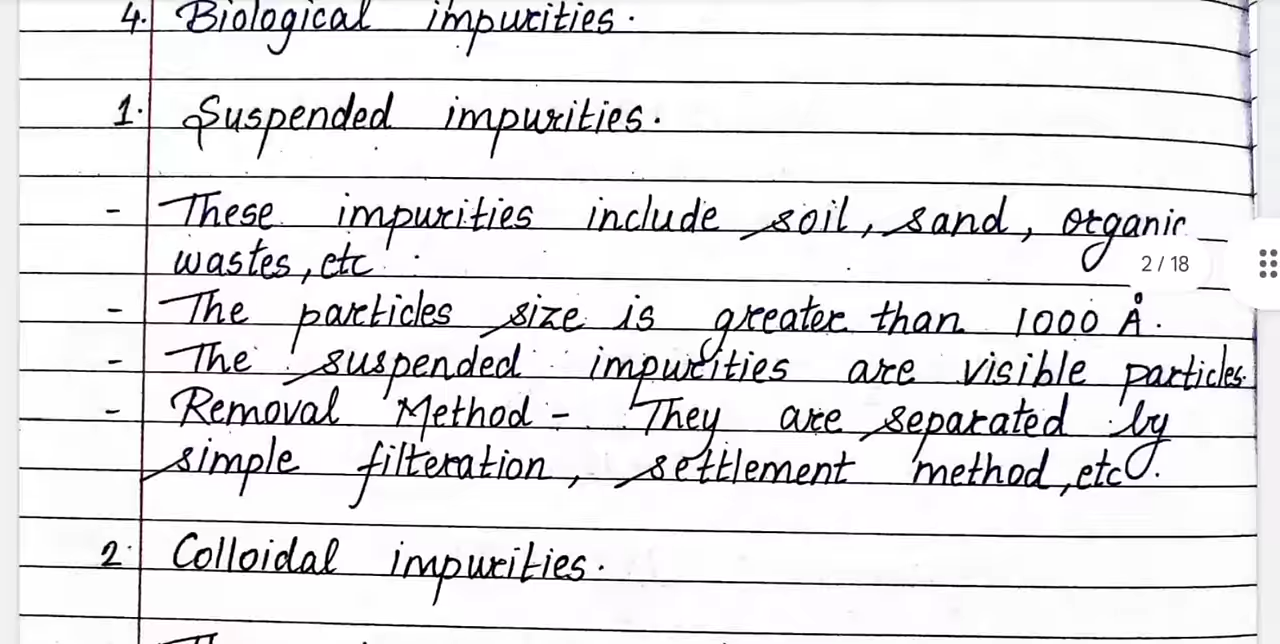 4. Biological impurities.
1. Suspended impurities.
- These impurities include soil, sand, organic
wastes, etc.
2 / 18
- The particles size is greater than 1000 Å.
- The suspended impurities are visible particles.
- Removal Method - They are separated by
simple filteration, settlement method, etc.
2. Colloidal impurities.